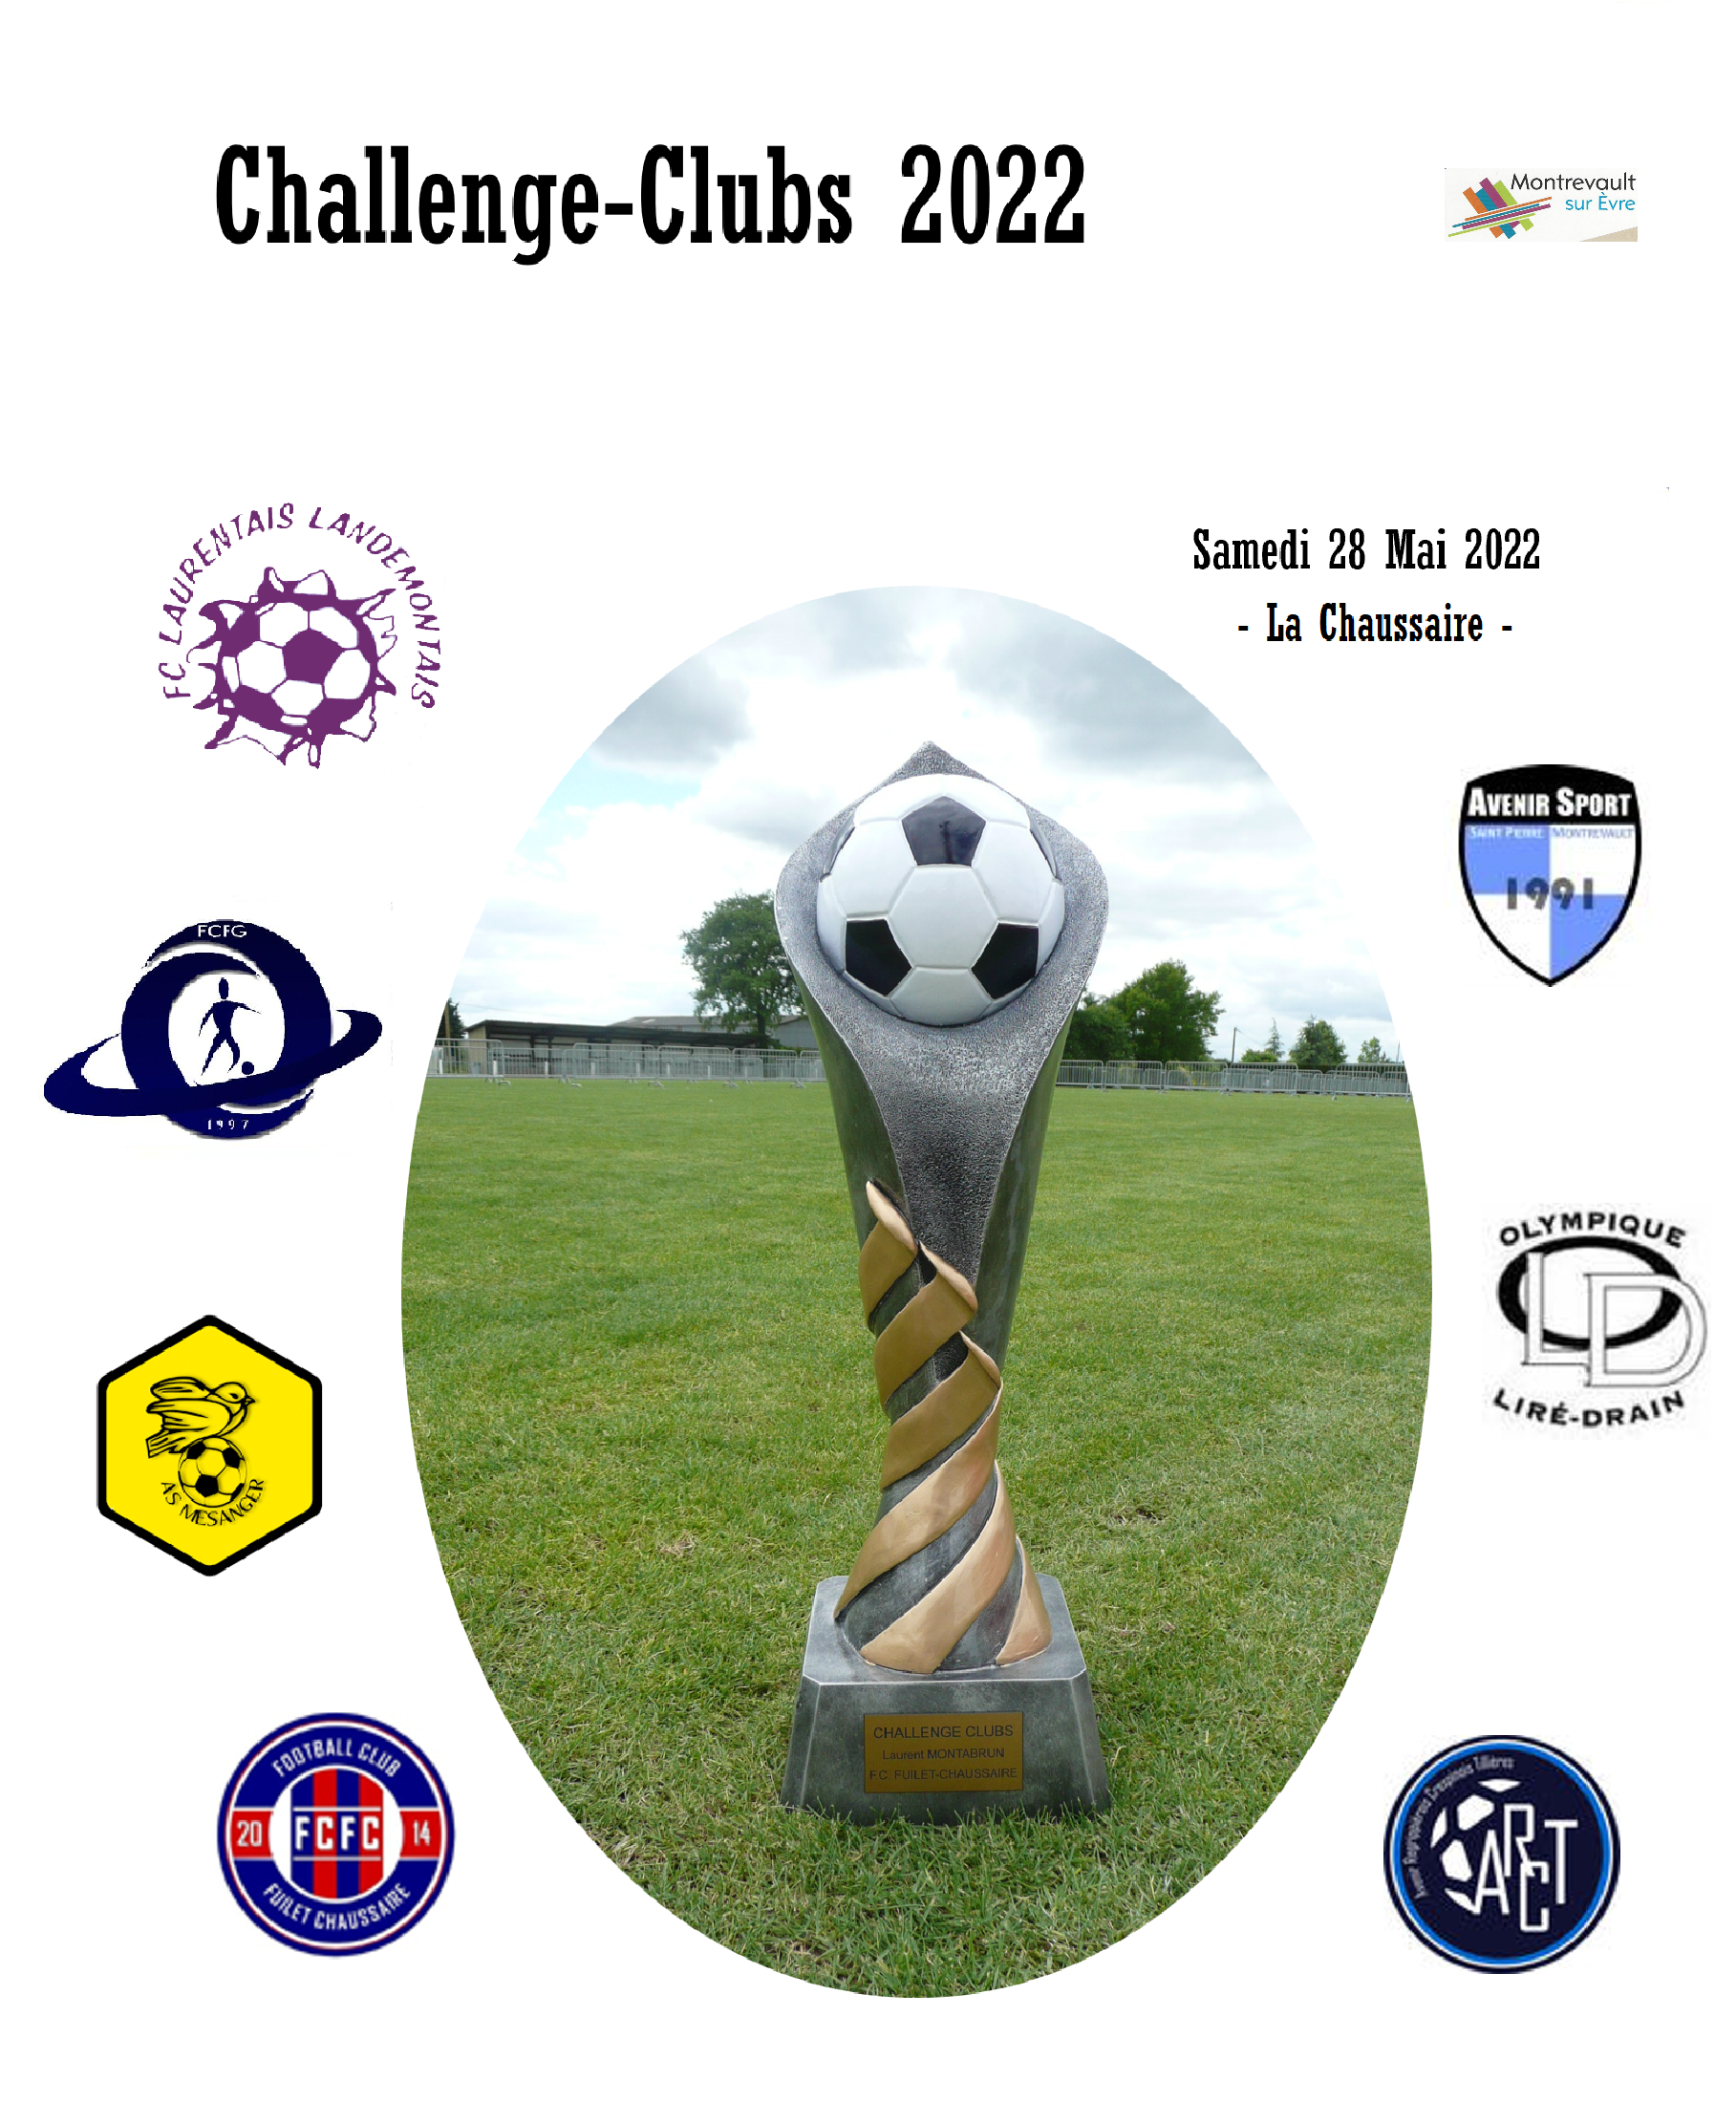 Challenge-Clubs 2022
Montrevault
sur Èvre
Samedi 28 Mai 2022
- La Chaussaire -
FC LAURENTAIS LANDEMONTAIS
AVENIR SPORT
SAINT PIERRE MONTREVAULT
1991
FCFG
1997
OLYMPIQUE
OLD
LIRÉ-DRAIN
AS MESANGER
FOOTBALL CLUB
20 FCFC 14
FUILET CHAUSSAIRE
CHALLENGE CLUBS
Laurent MONTABRUN
F.C. FUILET-CHAUSSAIRE
ARCT